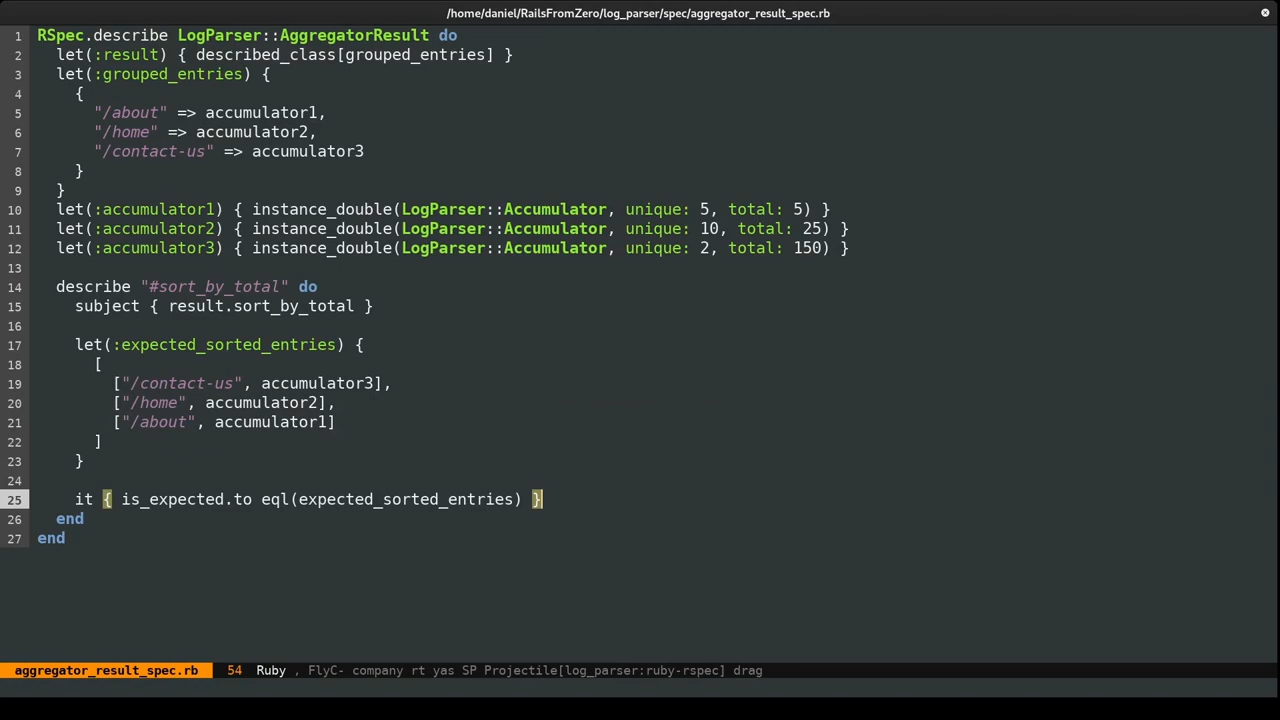 /home/daniel/RailsFromZero/log_parser/spec/aggregator_result_spec.rb
1 RSpec.describe LogParser::AggregatorResult do
2   let(:result) { described_class[grouped_entries] }
3   let(:grouped_entries) {
4     {
5       "/about" => accumulator1,
6       "/home" => accumulator2,
7       "/contact-us" => accumulator3
8     }
9   }
10   let(:accumulator1) { instance_double(LogParser::Accumulator, unique: 5, total: 5) }
11   let(:accumulator2) { instance_double(LogParser::Accumulator, unique: 10, total: 25) }
12   let(:accumulator3) { instance_double(LogParser::Accumulator, unique: 2, total: 150) }
13
14   describe "#sort_by_total" do
15     subject { result.sort_by_total }
16
17     let(:expected_sorted_entries) {
18       [
19         ["/contact-us", accumulator3],
20         ["/home", accumulator2],
21         ["/about", accumulator1]
22       ]
23     }
24
25     it { is_expected.to eql(expected_sorted_entries) }
26   end
27 end
aggregator_result_spec.rb 54 Ruby , FlyC- company rt yas SP Projectile[log_parser:ruby-rspec] drag